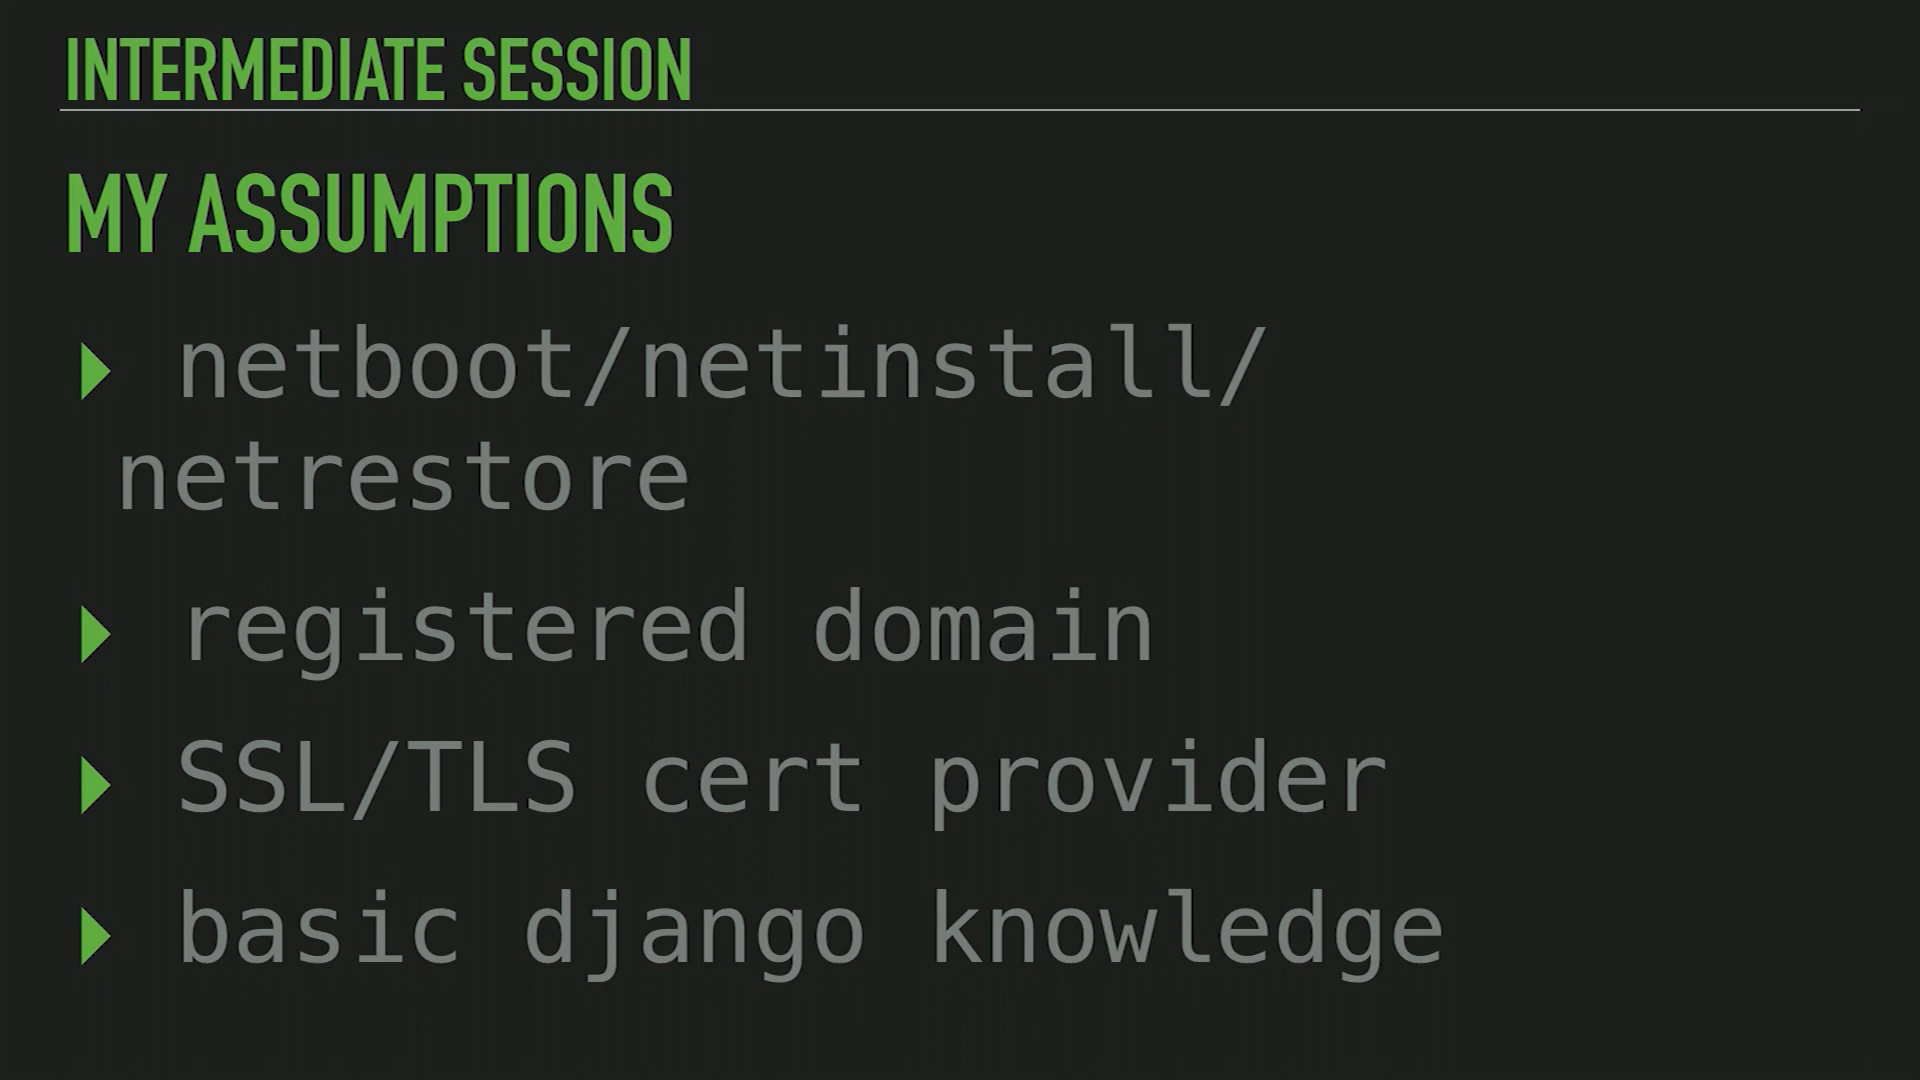 INTERMEDIATE SESSION
MY ASSUMPTIONS
netboot/netinstall/
netrestore
registered domain
SSL/TLS cert provider
basic django knowledge